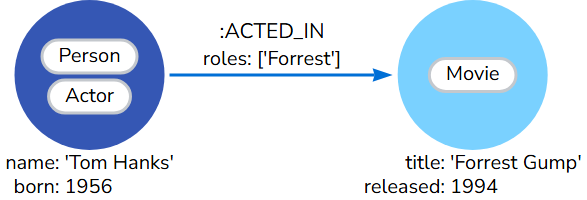 Person
Actor
name: 'Tom Hanks'
born: 1956
:ACTED_IN
roles: ['Forrest']
Movie
title: 'Forrest Gump'
released: 1994